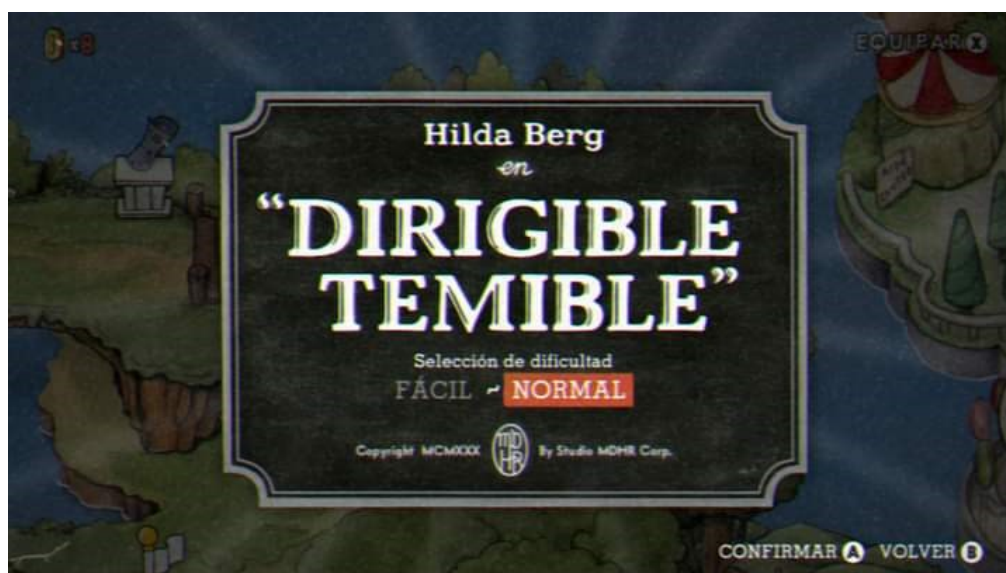 EQUIPAR X
Hilda Berg
en
“DIRIGIBLE
TEMIBLE”
Selección de dificultad
FÁCIL ~ NORMAL
Copyright MCMXXX MDHR By Studio MDHR Corp.
CONFIRMAR A VOLVER B